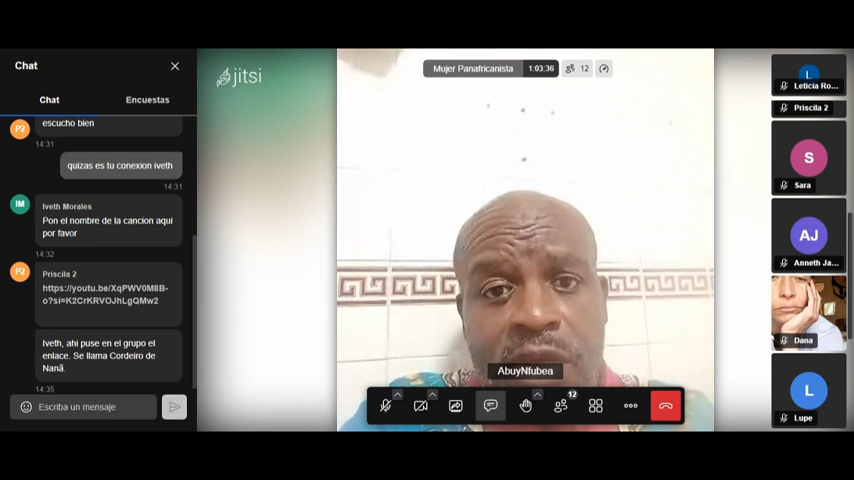 Chat
Chat
Encuestas
P2
escucho bien
14:31
quizas es tu conexion iveth
14:31
IM
Iveth Morales
Pon el nombre de la cancion aqui
por favor
14:32
P2
Priscila 2
https://youtu.be/XqPWV0M8B-
o?si=K2CrKRVOJhLgQMw2
Iveth, ahi puse en el grupo el
enlace. Se llama Cordeiro de
Nanã.
14:35
Escriba un mensaje
jitsi
Mujer Panafricanista
1:03:36
12
AbuyNfubea
12
L
Leticia Ro...
Priscila 2
S
Sara
AJ
Anneth Ja...
Dana
L
Lupe